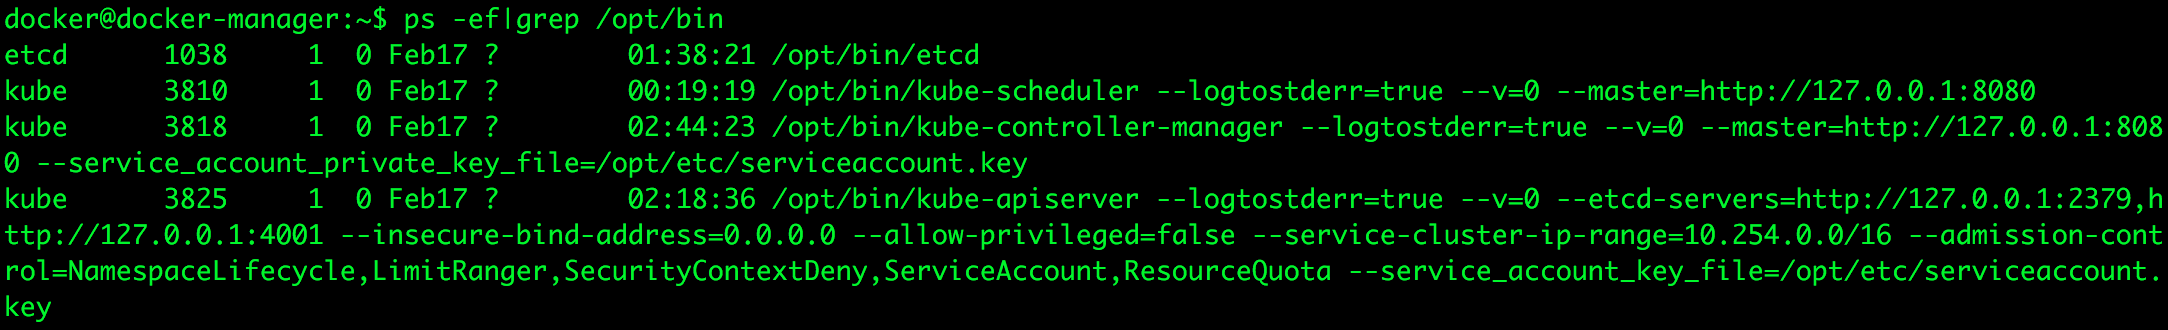 docker@docker-manager:~$ ps -ef|grep /opt/bin
etcd      1038     1  0 Feb17 ?        01:38:21 /opt/bin/etcd
kube      3810     1  0 Feb17 ?        00:19:19 /opt/bin/kube-scheduler --logtostderr=true --v=0 --master=http://127.0.0.1:8080
kube      3818     1  0 Feb17 ?        02:44:23 /opt/bin/kube-controller-manager --logtostderr=true --v=0 --master=http://127.0.0.1:808
0 --service_account_private_key_file=/opt/etc/serviceaccount.key
kube      3825     1  0 Feb17 ?        02:18:36 /opt/bin/kube-apiserver --logtostderr=true --v=0 --etcd-servers=http://127.0.0.1:2379,h
ttp://127.0.0.1:4001 --insecure-bind-address=0.0.0.0 --allow-privileged=false --service-cluster-ip-range=10.254.0.0/16 --admission-cont
rol=NamespaceLifecycle,LimitRanger,SecurityContextDeny,ServiceAccount,ResourceQuota --service_account_key_file=/opt/etc/serviceaccount.
key